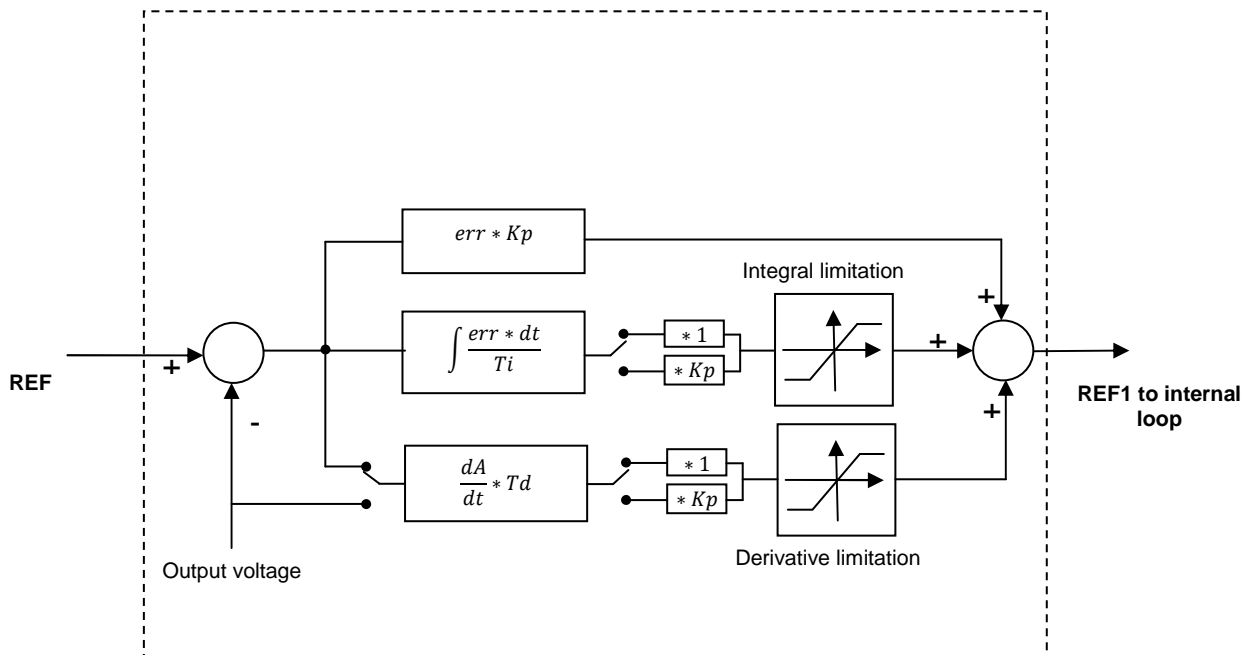 err ∗ Kp
Integral limitation
+
∫ err ∗ dt / Ti
∗ 1
∗ Kp
+
+
REF
-
REF1 to internal
loop
+
dA / dt ∗ Td
∗ 1
∗ Kp
Output voltage
Derivative limitation